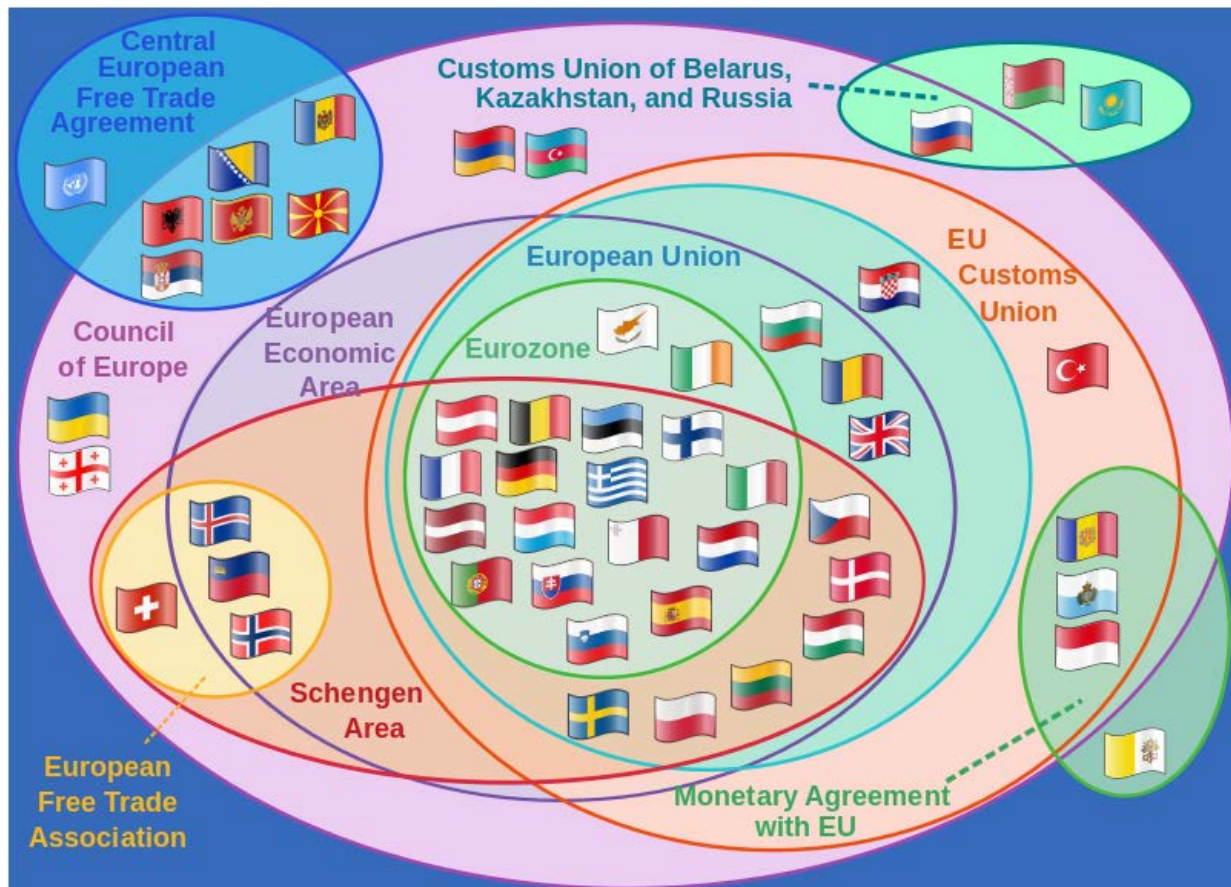 Central
European
Free Trade
Agreement
Customs Union of Belarus,
Kazakhstan, and Russia
European Union
EU
Customs
Union
Council
of Europe
European
Economic
Area
Eurozone
Schengen
Area
European
Free Trade
Association
Monetary Agreement
with EU